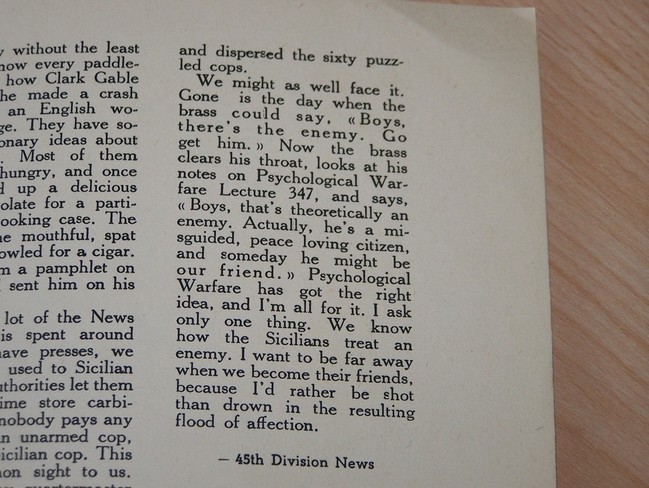 without the least
now every paddle-
how Clark Gable
he made a crash
an English wo-
ge. They have so-
onary ideas about
. Most of them
hungry, and once
d up a delicious
olate for a parti-
ooking case. The
ne mouthful, spat
owled for a cigar.
m a pamphlet on
sent him on his
lot of the News
is spent around
have presses, we
used to Sicilian
uthorities let them
ime store carbi-
nobody pays any
n unarmed cop,
icilian cop. This
non sight to us.
and dispersed the sixty puzz-
led cops.
We might as well face it.
Gone is the day when the
brass could say, « Boys,
there's the enemy. Go
get him. » Now the brass
clears his throat, looks at his
notes on Psychological War-
fare Lecture 347, and says,
« Boys, that's theoretically an
enemy. Actually, he's a mi-
sguided, peace loving citizen,
and someday he might be
our friend. » Psychological
Warfare has got the right
idea, and I'm all for it. I ask
only one thing. We know
how the Sicilians treat an
enemy. I want to be far away
when we become their friends,
because I'd rather be shot
than drown in the resulting
flood of affection.
— 45th Division News